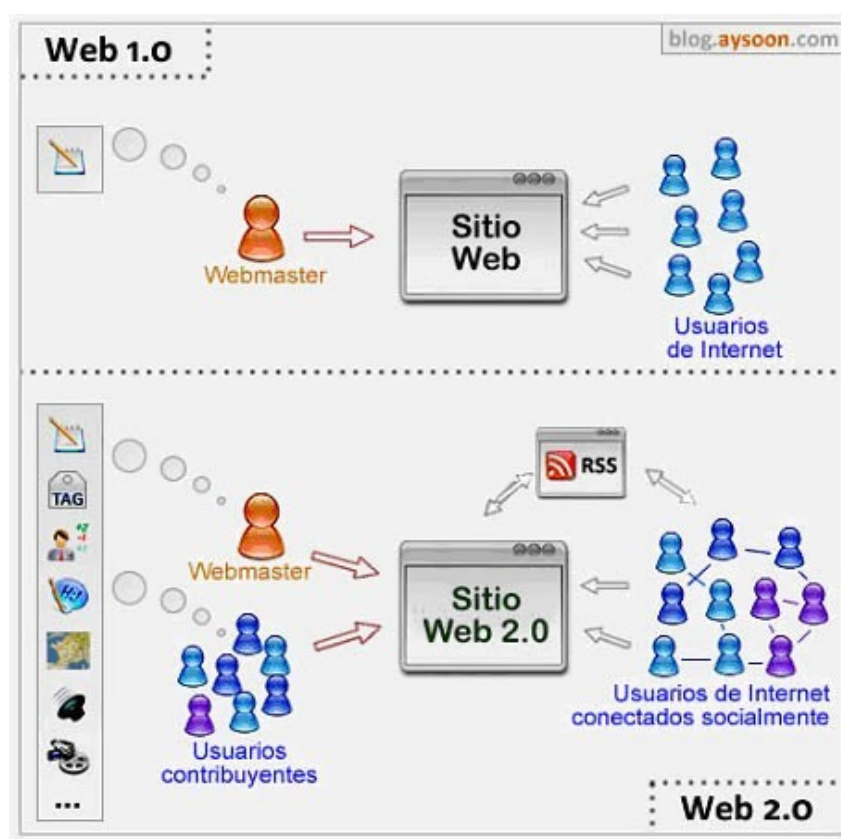 Web 1.0
blog.aysoon.com
Sitio
Web
Webmaster
Usuarios
de Internet
TAG
RSS
Webmaster
Sitio
Web 2.0
Usuarios
contribuyentes
Usuarios de Internet
conectados socialmente
...
Web 2.0